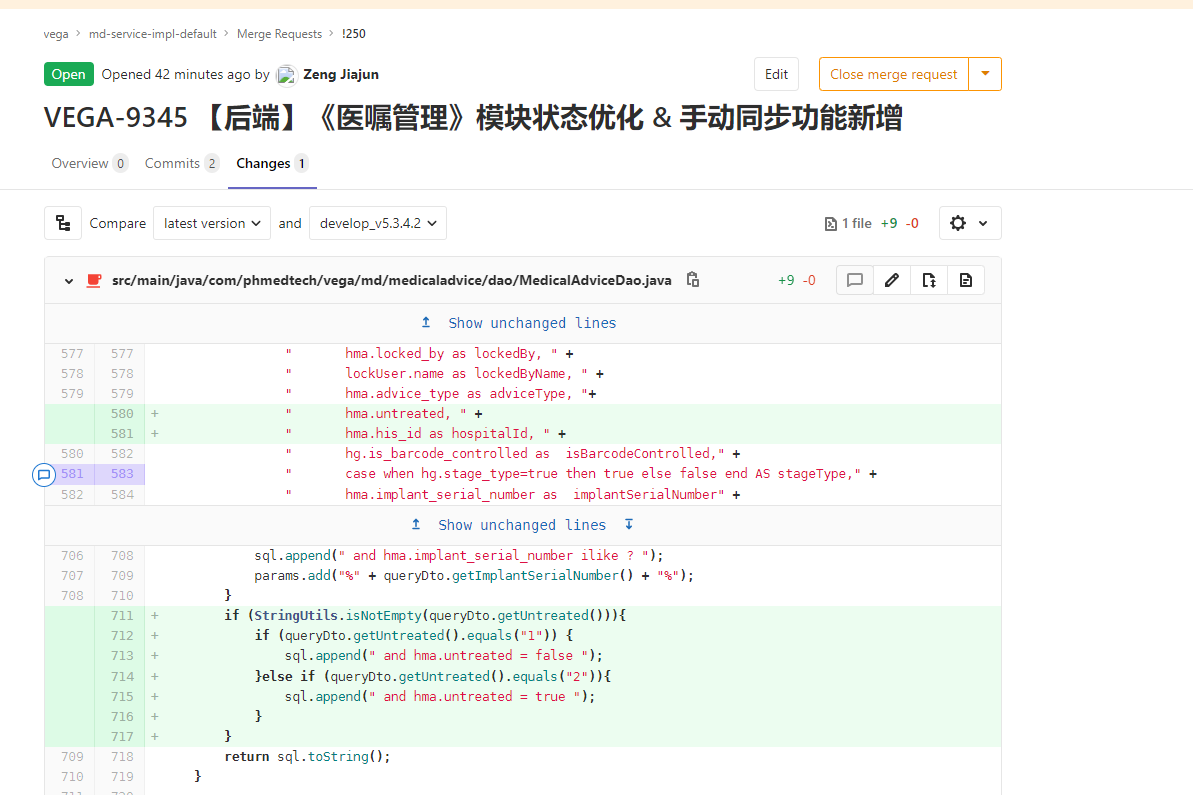 vega > md-service-impl-default > Merge Requests > !250
Open Opened 42 minutes ago by Zeng Jiajun Edit Close merge request
VEGA-9345 【后端】《医嘱管理》模块状态优化 & 手动同步功能新增
Overview 0 Commits 2 Changes 1
Compare latest version and develop_v5.3.4.2 1 file +9 -0
src/main/java/com/phmedtech/vega/md/medicaladvice/dao/MedicalAdviceDao.java +9 -0
Show unchanged lines
577 577 " hma.locked_by as lockedBy, " +
578 578 " lockUser.name as lockedByName, " +
579 579 " hma.advice_type as adviceType, "+
580 + " hma.untreated, " +
581 + " hma.his_id as hospitalId, " +
580 582 " hg.is_barcode_controlled as  isBarcodeControlled," +
581 583 " case when hg.stage_type=true then true else false end AS stageType," +
582 584 " hma.implant_serial_number as  implantSerialNumber" +
Show unchanged lines
706 708 sql.append(" and hma.implant_serial_number ilike ? ");
707 709 params.add("%" + queryDto.getImplantSerialNumber() + "%");
708 710 }
711 + if (StringUtils.isNotEmpty(queryDto.getUntreated())){
712 + if (queryDto.getUntreated().equals("1")) {
713 + sql.append(" and hma.untreated = false ");
714 + }else if (queryDto.getUntreated().equals("2")){
715 + sql.append(" and hma.untreated = true ");
716 + }
717 + }
709 718 return sql.toString();
710 719 }